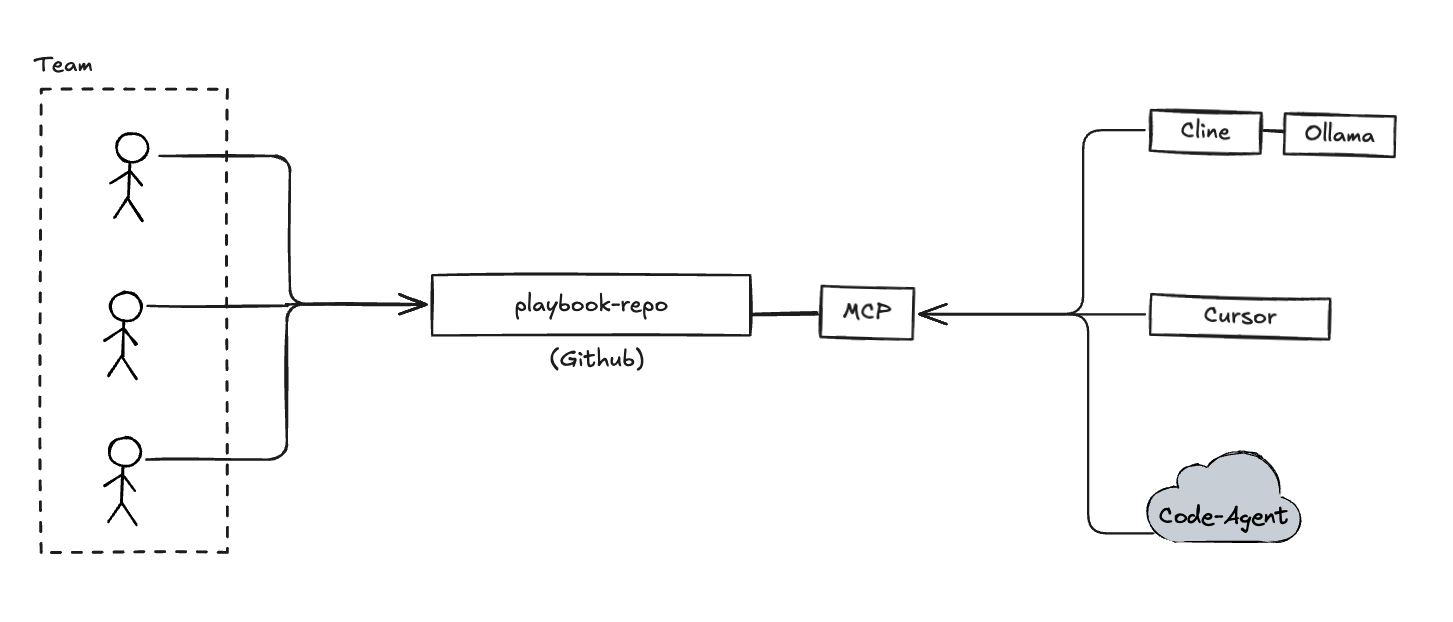 Team
Cline
Ollama
playbook-repo
MCP
Cursor
(Github)
Code-Agent